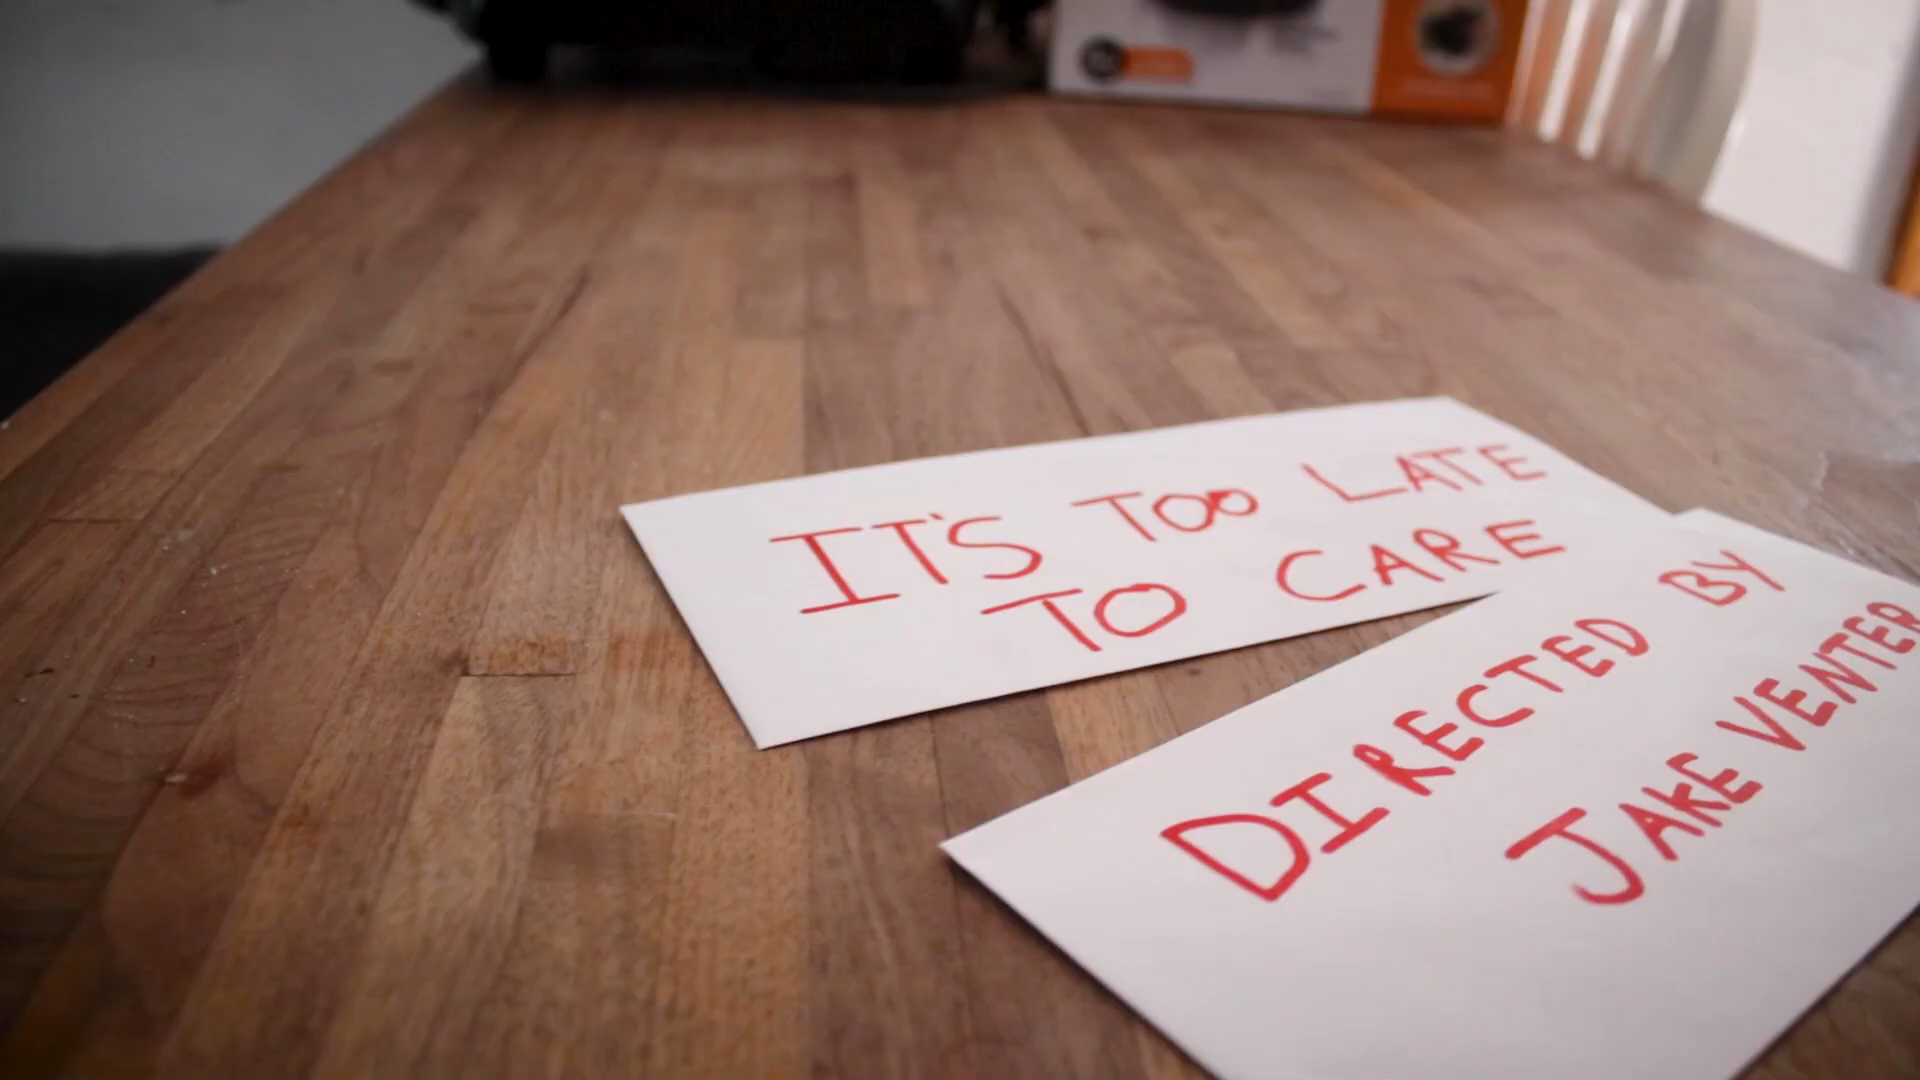 IT'S TOO LATE
TO CARE
DIRECTED BY
JAKE VENTER